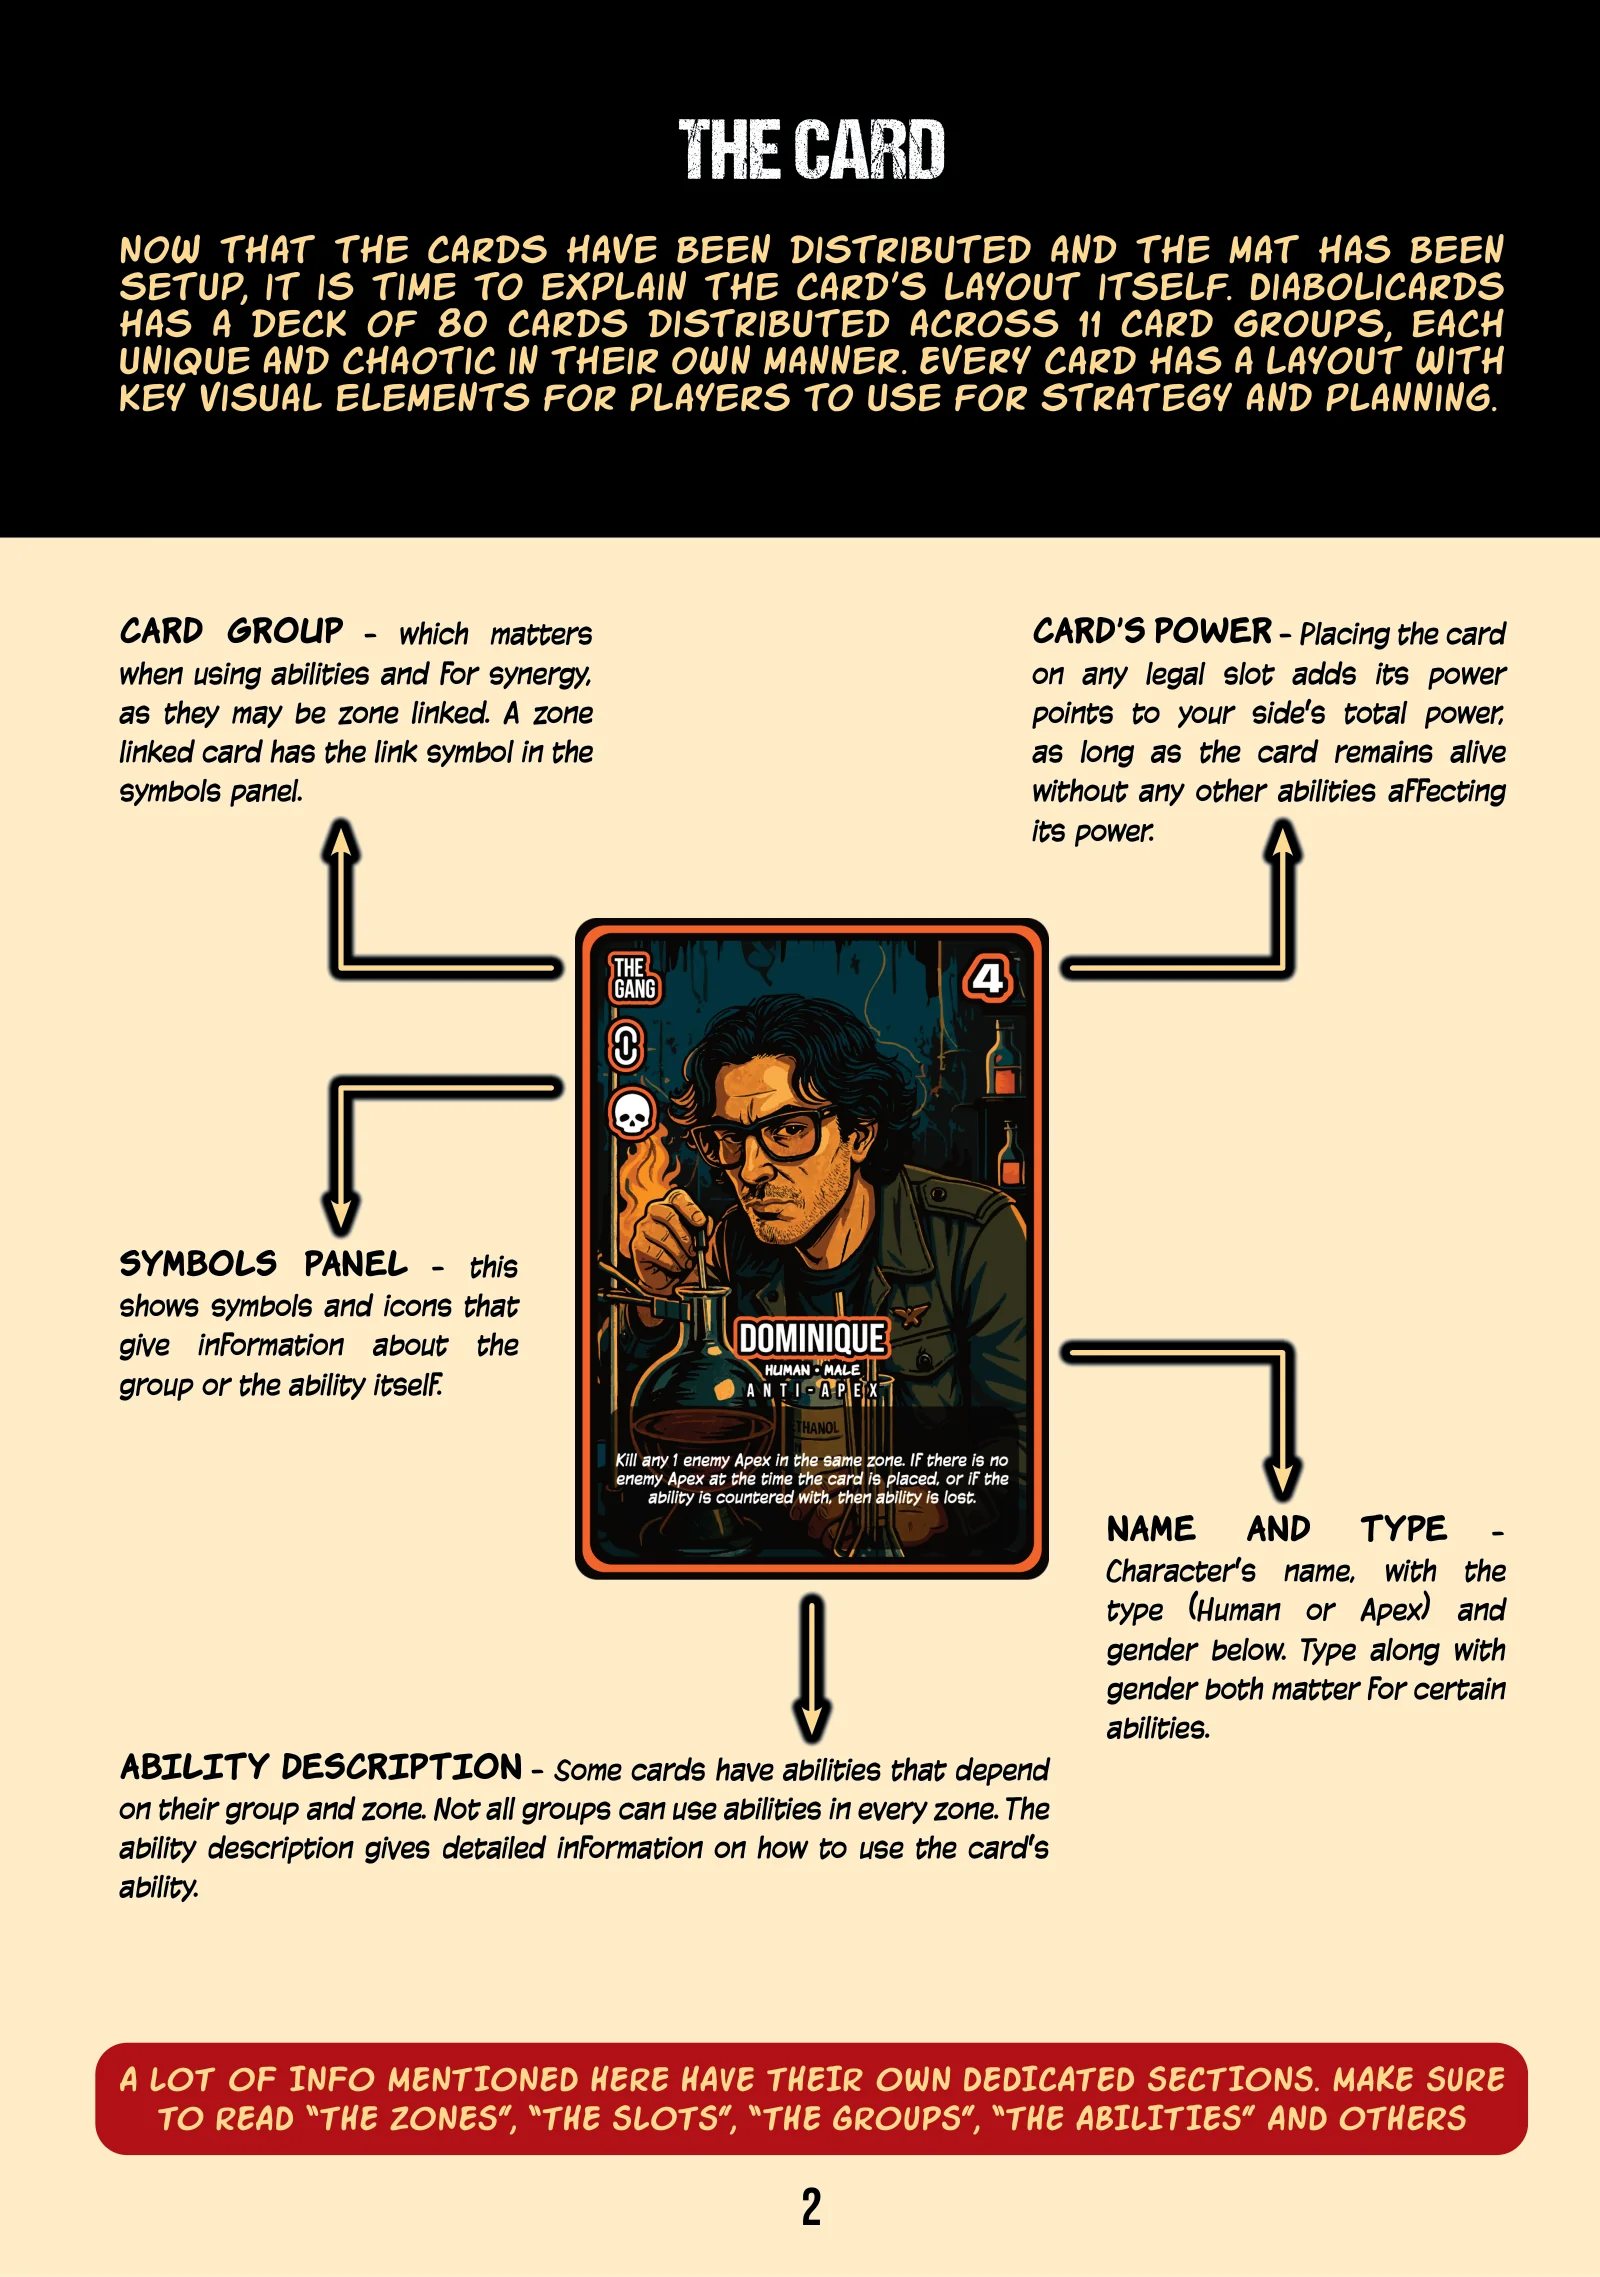 THE CARD
NOW THAT THE CARDS HAVE BEEN DISTRIBUTED AND THE MAT HAS BEEN
SETUP, IT IS TIME TO EXPLAIN THE CARD'S LAYOUT ITSELF. DIABOLICARDS
HAS A DECK OF 80 CARDS DISTRIBUTED ACROSS 11 CARD GROUPS, EACH
UNIQUE AND CHAOTIC IN THEIR OWN MANNER. EVERY CARD HAS A LAYOUT WITH
KEY VISUAL ELEMENTS FOR PLAYERS TO USE FOR STRATEGY AND PLANNING.
CARD GROUP - which matters
when using abilities and for synergy,
as they may be zone linked. A zone
linked card has the link symbol in the
symbols panel.
CARD'S POWER - Placing the card
on any legal slot adds its power
points to your side's total power,
as long as the card remains alive
without any other abilities affecting
its power.
THE
GANG
4
SYMBOLS PANEL - this
shows symbols and icons that
give information about the
group or the ability itself.
DOMINIQUE
HUMAN • MALE
ANTI-APEX
THANOL
Kill any 1 enemy Apex in the same zone. If there is no
enemy Apex at the time the card is placed, or if the
ability is countered with, then ability is lost.
NAME AND TYPE -
Character's name, with the
type (Human or Apex) and
gender below. Type along with
gender both matter for certain
abilities.
ABILITY DESCRIPTION - Some cards have abilities that depend
on their group and zone. Not all groups can use abilities in every zone. The
ability description gives detailed information on how to use the card's
ability.
A LOT OF INFO MENTIONED HERE HAVE THEIR OWN DEDICATED SECTIONS. MAKE SURE
TO READ "THE ZONES", "THE SLOTS", "THE GROUPS", "THE ABILITIES" AND OTHERS
2